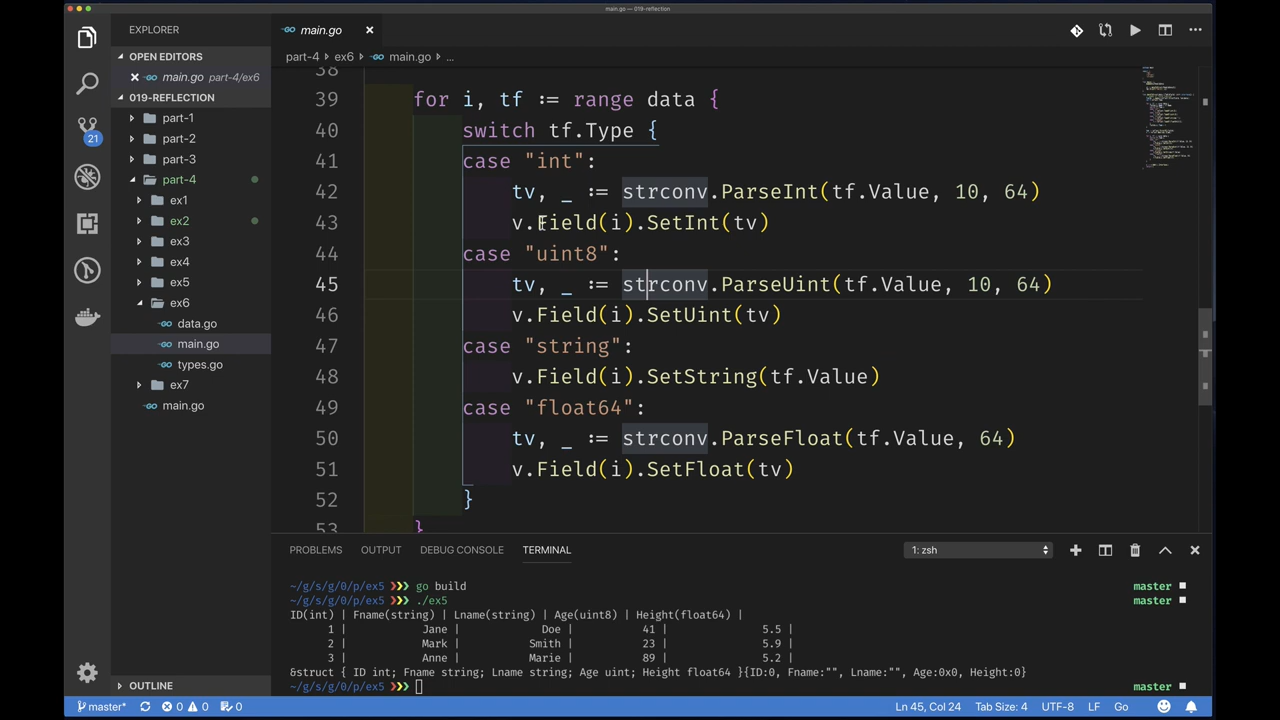 main.go — 019-reflection
EXPLORER
OPEN EDITORS
main.go part-4/ex6
019-REFLECTION
part-1
part-2
part-3
part-4
ex1
ex2
ex3
ex4
ex5
ex6
data.go
main.go
types.go
ex7
main.go
OUTLINE
21
main.go
part-4 › ex6 › main.go › ...
38
39 for i, tf := range data {
40 switch tf.Type {
41 case "int":
42 tv, _ := strconv.ParseInt(tf.Value, 10, 64)
43 v.Field(i).SetInt(tv)
44 case "uint8":
45 tv, _ := strconv.ParseUint(tf.Value, 10, 64)
46 v.Field(i).SetUint(tv)
47 case "string":
48 v.Field(i).SetString(tf.Value)
49 case "float64":
50 tv, _ := strconv.ParseFloat(tf.Value, 64)
51 v.Field(i).SetFloat(tv)
52 }
53 }
PROBLEMS OUTPUT DEBUG CONSOLE TERMINAL 1: zsh
~/g/s/g/0/p/ex5 ❯❯❯ go build master
~/g/s/g/0/p/ex5 ❯❯❯ ./ex5 master
ID(int) | Fname(string) | Lname(string) | Age(uint8) | Height(float64) |
1 | Jane | Doe | 41 | 5.5 |
2 | Mark | Smith | 23 | 5.9 |
3 | Anne | Marie | 89 | 5.2 |
&struct { ID int; Fname string; Lname string; Age uint; Height float64 }{ID:0, Fname:"", Lname:"", Age:0x0, Height:0}
~/g/s/g/0/p/ex5 ❯❯❯ master
master* 0 0 0 Ln 45, Col 24 Tab Size: 4 UTF-8 LF Go